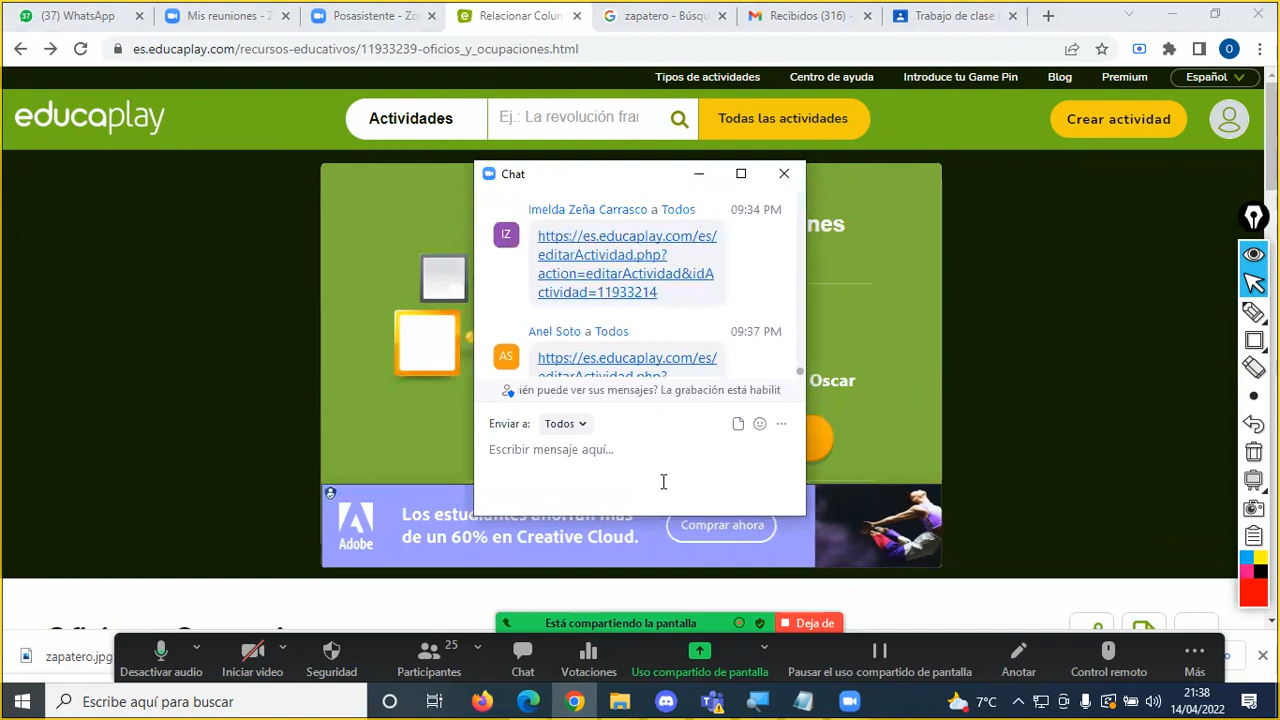 (37) WhatsApp
Mis reuniones - Z
Posasistente - Zo
Relacionar Colum
zapatero - Búsqu
Recibidos (316) -
Trabajo de clase
es.educaplay.com/recursos-educativos/11933239-oficios_y_ocupaciones.html
Tipos de actividades
Centro de ayuda
Introduce tu Game Pin
Blog
Premium
Español
educaplay
Actividades
Ej.: La revolución fra
Todas las actividades
Crear actividad
Chat
Imelda Zeña Carrasco a Todos 09:34 PM
IZ
https://es.educaplay.com/es/
editarActividad.php?
action=editarActividad&idA
ctividad=11933214
Anel Soto a Todos 09:37 PM
AS
https://es.educaplay.com/es/
editarActividad.php?
ién puede ver sus mensajes? La grabación está habilit
Enviar a: Todos
Escribir mensaje aquí...
nes
Oscar
Adobe
Los estudiantes ahorran más
de un 60% en Creative Cloud.
Comprar ahora
Está compartiendo la pantalla
Deja de
zapatero.jpg
Desactivar audio
Iniciar video
Seguridad
25
Participantes
Chat
Votaciones
Uso compartido de pantalla
Pausar el uso compartido de pantalla
Anotar
Control remoto
Más
Escribe aquí para buscar
7°C
21:38
14/04/2022